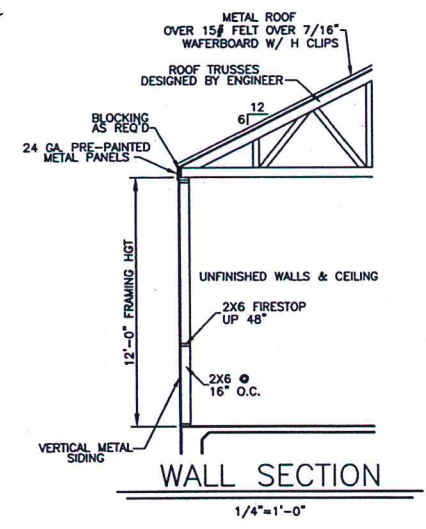 METAL ROOF
OVER 15# FELT OVER 7/16"
WAFERBOARD W/ H CLIPS
ROOF TRUSSES
DESIGNED BY ENGINEER
12
6
BLOCKING
AS REQ'D
24 GA. PRE-PAINTED
METAL PANELS
12'-0" FRAMING HGT
UNFINISHED WALLS & CEILING
2X6 FIRESTOP
UP 48"
2X6 @
16" O.C.
VERTICAL METAL
SIDING
WALL SECTION
1/4"=1'-0"